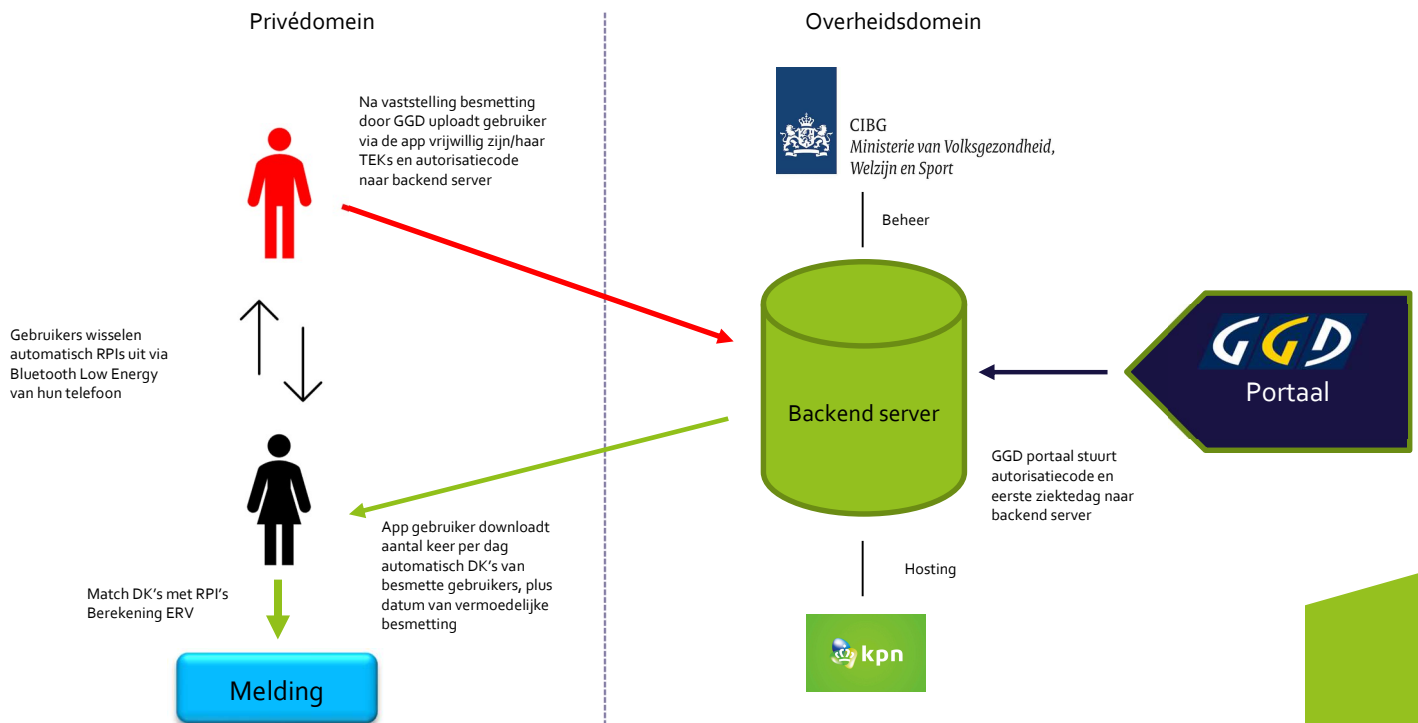 Privédomein
Overheidsdomein
Na vaststelling besmetting
door GGD uploadt gebruiker
via de app vrijwillig zijn/haar
TEKs en autorisatiecode
naar backend server
CIBG
Ministerie van Volksgezondheid,
Welzijn en Sport
Beheer
Gebruikers wisselen
automatisch RPIs uit via
Bluetooth Low Energy
van hun telefoon
Backend server
GGD
Portaal
GGD portaal stuurt
autorisatiecode en
eerste ziektedag naar
backend server
App gebruiker downloadt
aantal keer per dag
automatisch DK's van
besmette gebruikers, plus
datum van vermoedelijke
besmetting
Match DK's met RPI's
Berekening ERV
Hosting
kpn
Melding